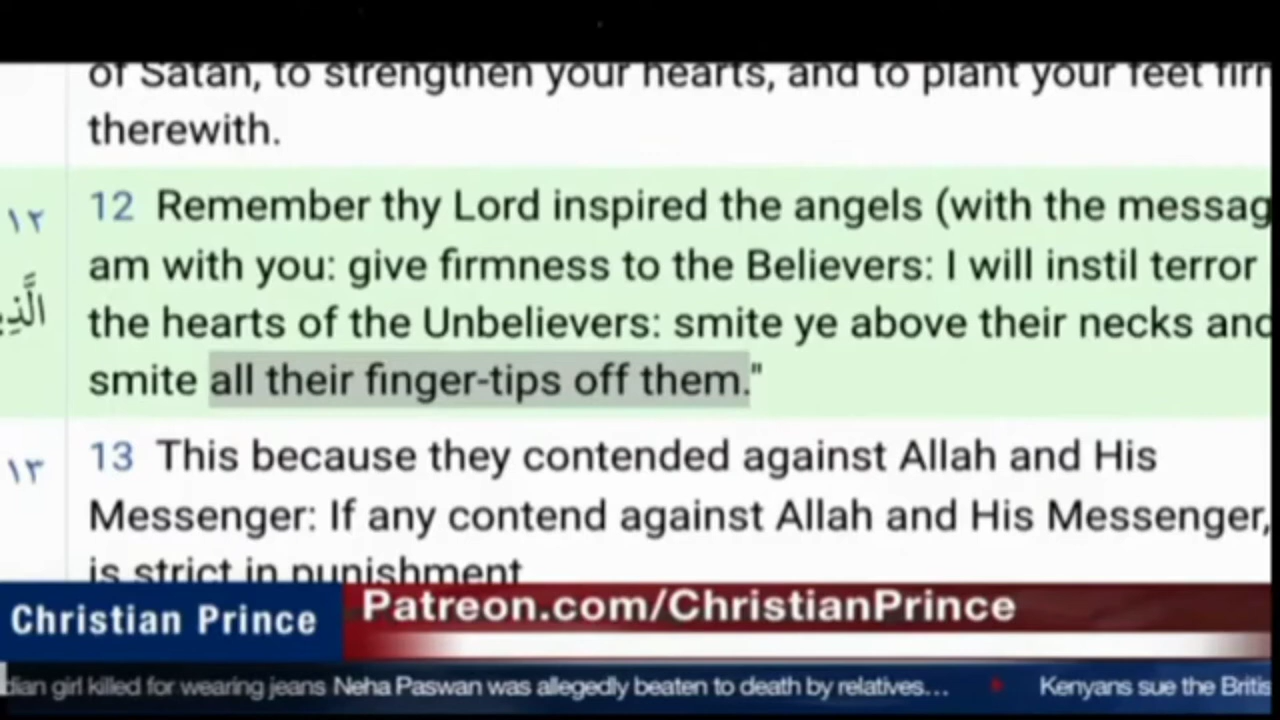 of Satan, to strengthen your hearts, and to plant your feet
therewith.
١٢
12 Remember thy Lord inspired the angels (with the messag
am with you: give firmness to the Believers: I will instil terror
the hearts of the Unbelievers: smite ye above their necks and
smite all their finger-tips off them."
١٣
13 This because they contended against Allah and His
Messenger: If any contend against Allah and His Messenger,
is strict in punishment
Christian Prince
Patreon.com/ChristianPrince
dian girl killed for wearing jeans Neha Paswan was allegedly beaten to death by relatives... Kenyans sue the Britis